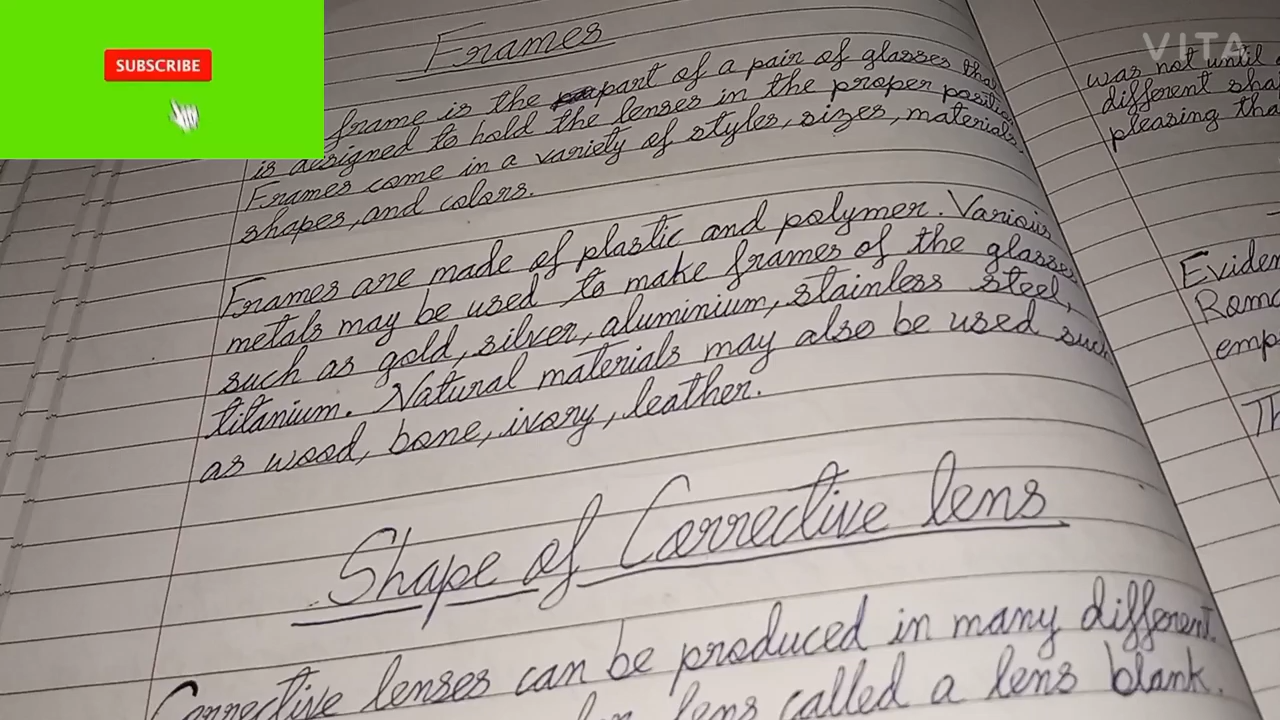 SUBSCRIBE
VITA
Frames
frame is the part of a pair of glasses tha
is designed to hold the lenses in the proper positio
Frames come in a variety of styles, sizes, materials,
shapes, and colors.
Frames are made of plastic and polymer. Various
metals may be used to make frames of the glasses
such as gold, silver, aluminium, stainless steel,
titanium. Natural materials may also be used such
as wood, bone, ivory, leather.
Shape of Corrective lens
Corrective lenses can be produced in many different
lens called a lens blank.
was not until
different sha
pleasing tha
Eviden
Roma
emp
Th